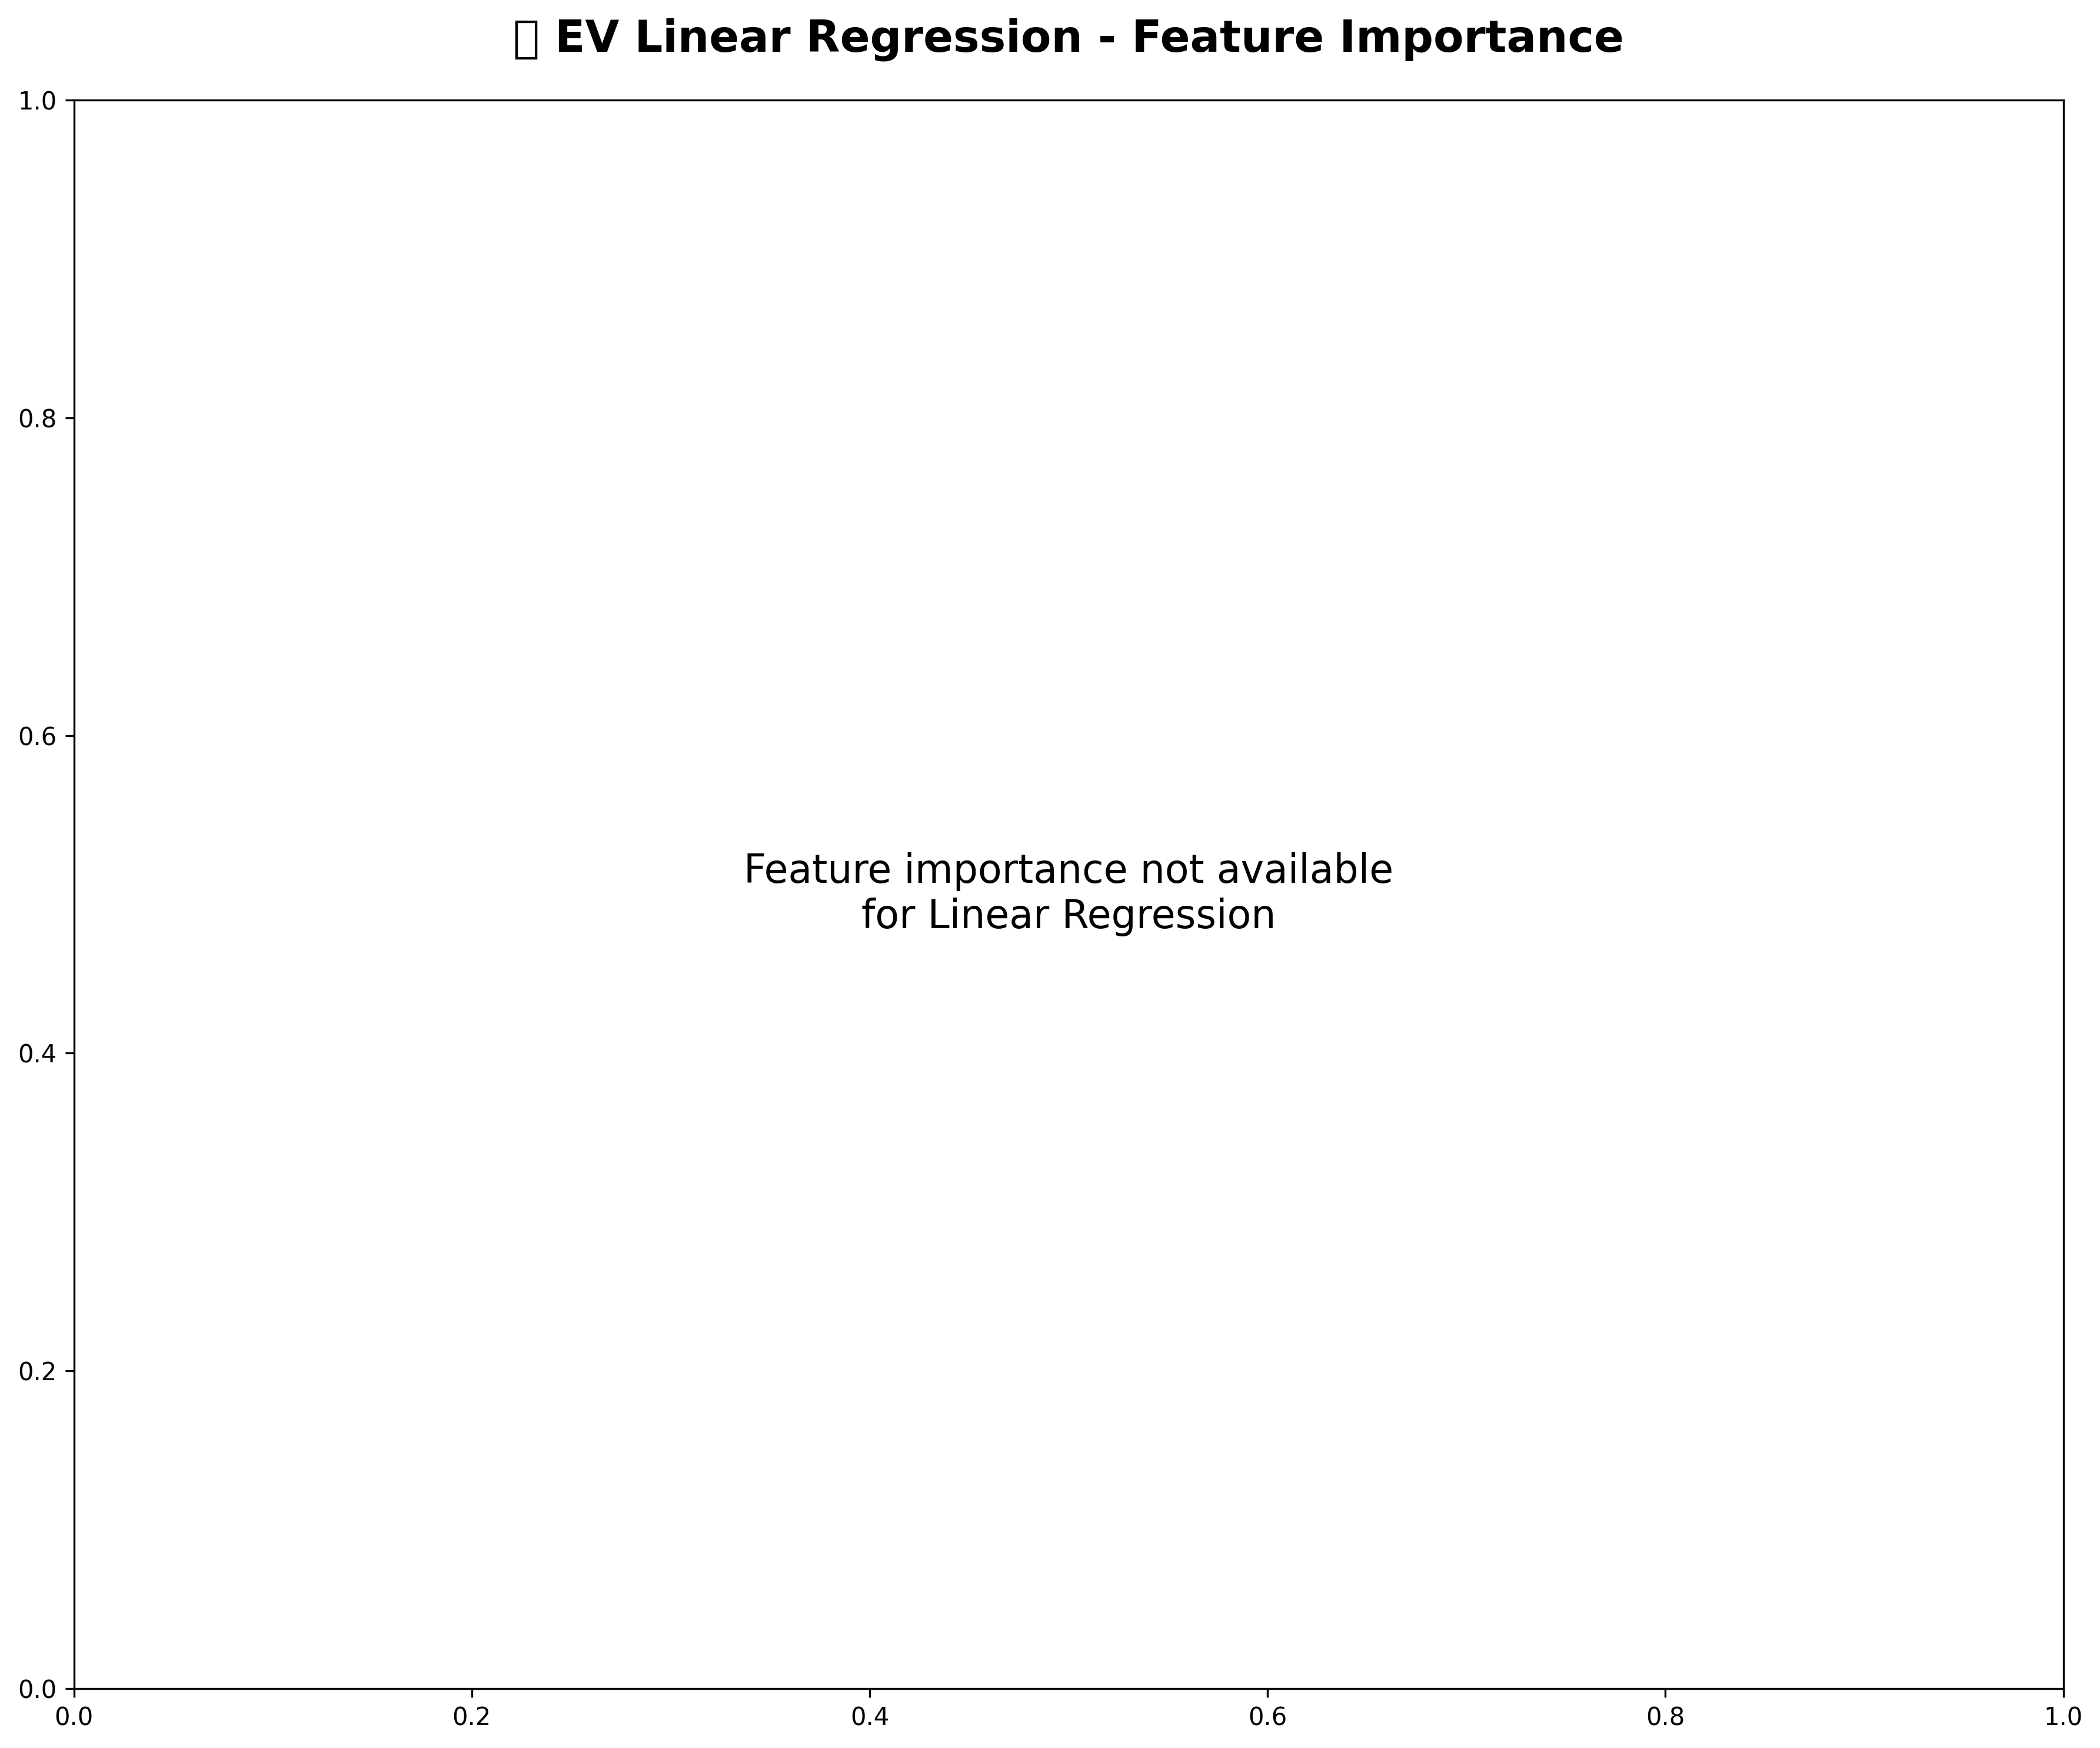 EV Linear Regression - Feature Importance
1.0
0.8
0.6
Feature importance not available
for Linear Regression
0.4
0.2
0.0
0.0 0.2 0.4 0.6 0.8 1.0